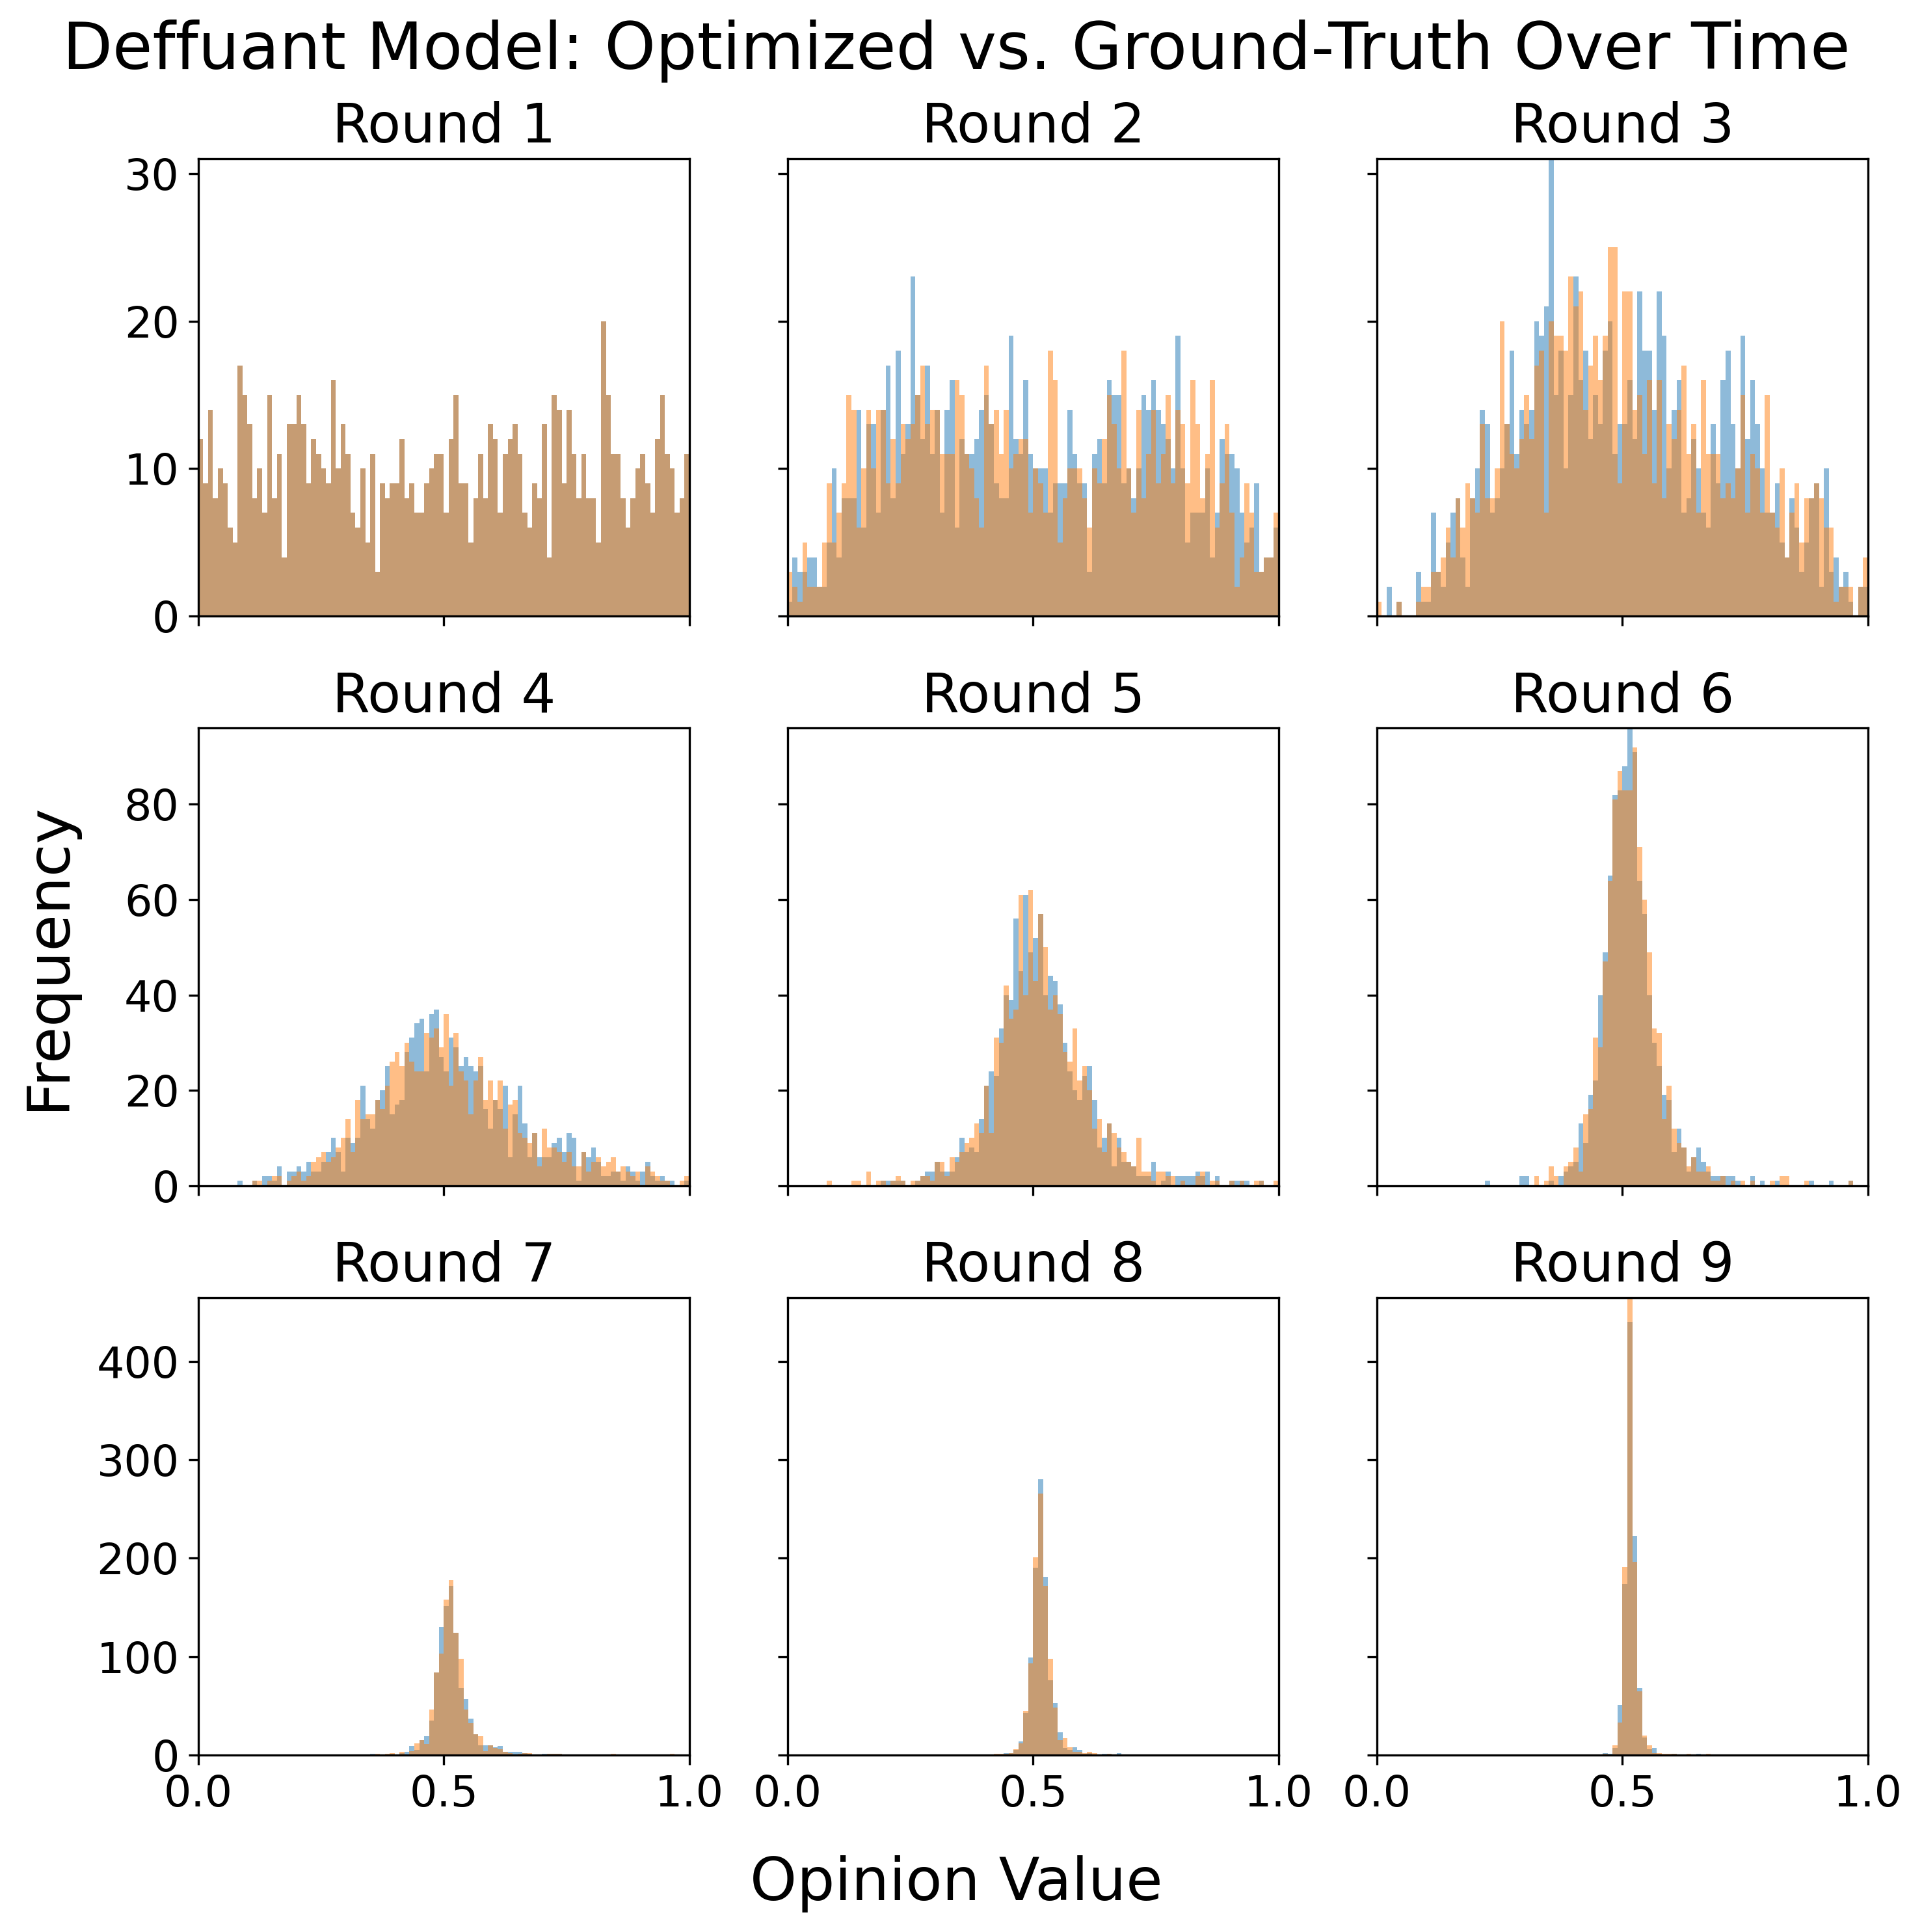 Deffuant Model: Optimized vs. Ground-Truth Over Time
Round 1
Round 2
Round 3
30
20
10
0
Round 4
Round 5
Round 6
Frequency
80
60
40
20
0
Round 7
Round 8
Round 9
400
300
200
100
0
0.0 0.5 1.0 0.0 0.5 1.0 0.0 0.5 1.0
Opinion Value